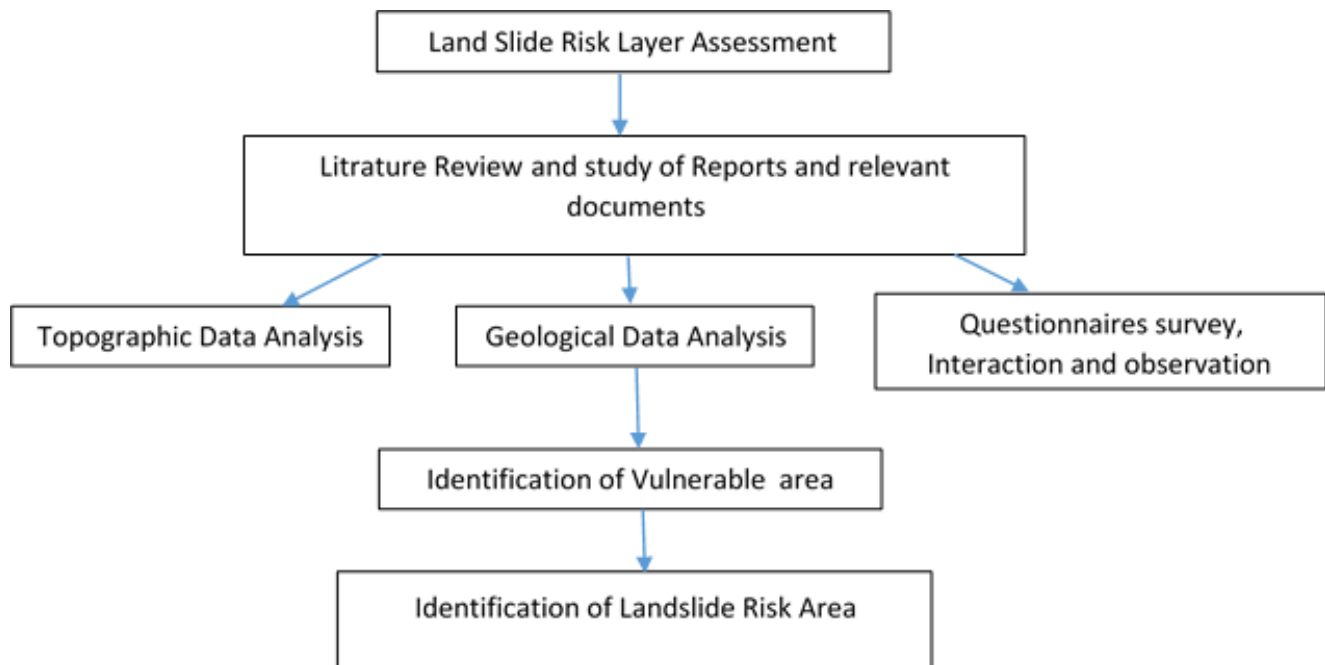 Land Slide Risk Layer Assessment
Litrature Review and study of Reports and relevant
documents
Topographic Data Analysis
Geological Data Analysis
Questionnaires survey,
Interaction and observation
Identification of Vulnerable area
Identification of Landslide Risk Area